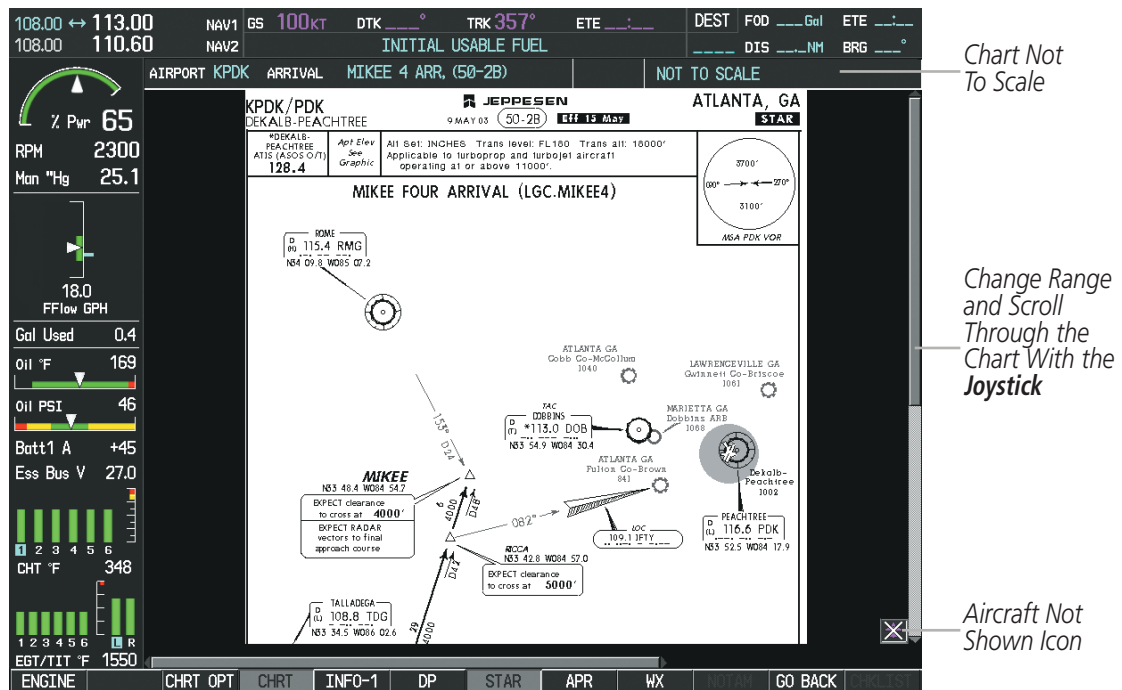 108.00 ↔ 113.00 NAV1 GS 100KT DTK ___° TRK 357° ETE __:__ DEST FOD ___Gal ETE __:__
108.00 110.60 NAV2 INITIAL USABLE FUEL ____ DIS __._NM BRG ___°
AIRPORT KPDK ARRIVAL MIKEE 4 ARR, (50-2B) NOT TO SCALE
Chart Not
To Scale
% Pwr 65
RPM 2300
Man "Hg 25.1
18.0
FFlow GPH
Gal Used 0.4
Oil °F 169
Oil PSI 46
Batt1 A +45
Ess Bus V 27.0
1 2 3 4 5 6
CHT °F 348
1 2 3 4 5 6 L R
EGT/TIT °F 1550
KPDK/PDK JEPPESEN ATLANTA, GA
DEKALB-PEACHTREE 9 MAY 03 50-2B Eff 15 May STAR
*DEKALB-
PEACHTREE
ATIS (ASOS O/T)
128.4
Apt Elev
See
Graphic
Alt Set: INCHES Trans level: FL180 Trans alt: 18000'
Applicable to turboprop and turbojet aircraft
operating at or above 11000'.
3700'
090° 270°
3100'
MSA PDK VOR
MIKEE FOUR ARRIVAL (LGC.MIKEE4)
ROME
D
(H) 115.4 RMG
N34 09.8 W085 07.2
ATLANTA GA
Cobb Co-McCollum
1040
LAWRENCEVILLE GA
Gwinnett Co-Briscoe
1061
153° D24
TAC
DOBBINS
D
(T) *113.0 DOB
N33 54.9 W084 30.4
MARIETTA GA
Dobbins ARB
1068
ATLANTA GA
Fulton Co-Brown
841
Dekalb-
Peachtree
1002
MIKEE
N33 48.4 W084 54.7
EXPECT clearance
to cross at 4000'
EXPECT RADAR
vectors to final
approach course
6
4000
D48
082°
LOC
109.1 IFTY
PEACHTREE
D
(L) 116.6 PDK
N33 52.5 W084 17.9
RICCA
N33 42.8 W084 57.0
EXPECT clearance
to cross at 5000'
D42
TALLADEGA
D
(L) 108.8 TDG
N33 34.5 W086 02.6
29
4000
Change Range
and Scroll
Through the
Chart With the
Joystick
Aircraft Not
Shown Icon
ENGINE CHRT OPT CHRT INFO-1 DP STAR APR WX NOTAM GO BACK CHKLIST